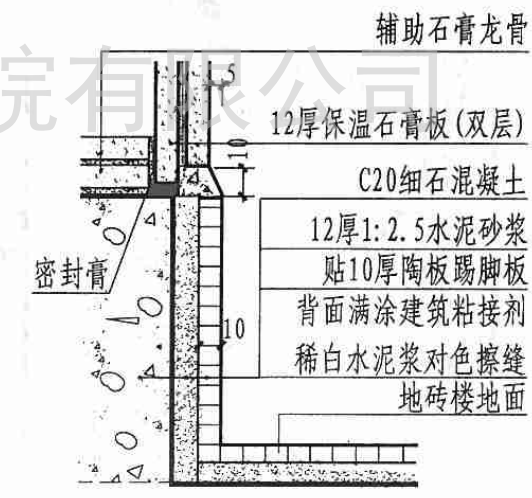 辅助石膏龙骨
院有限公司
5
12厚保温石膏板(双层)
10
C20细石混凝土
12厚1:2.5水泥砂浆
密封膏
贴10厚陶板踢脚板
背面满涂建筑粘接剂
10
稀白水泥浆对色擦缝
地砖楼地面